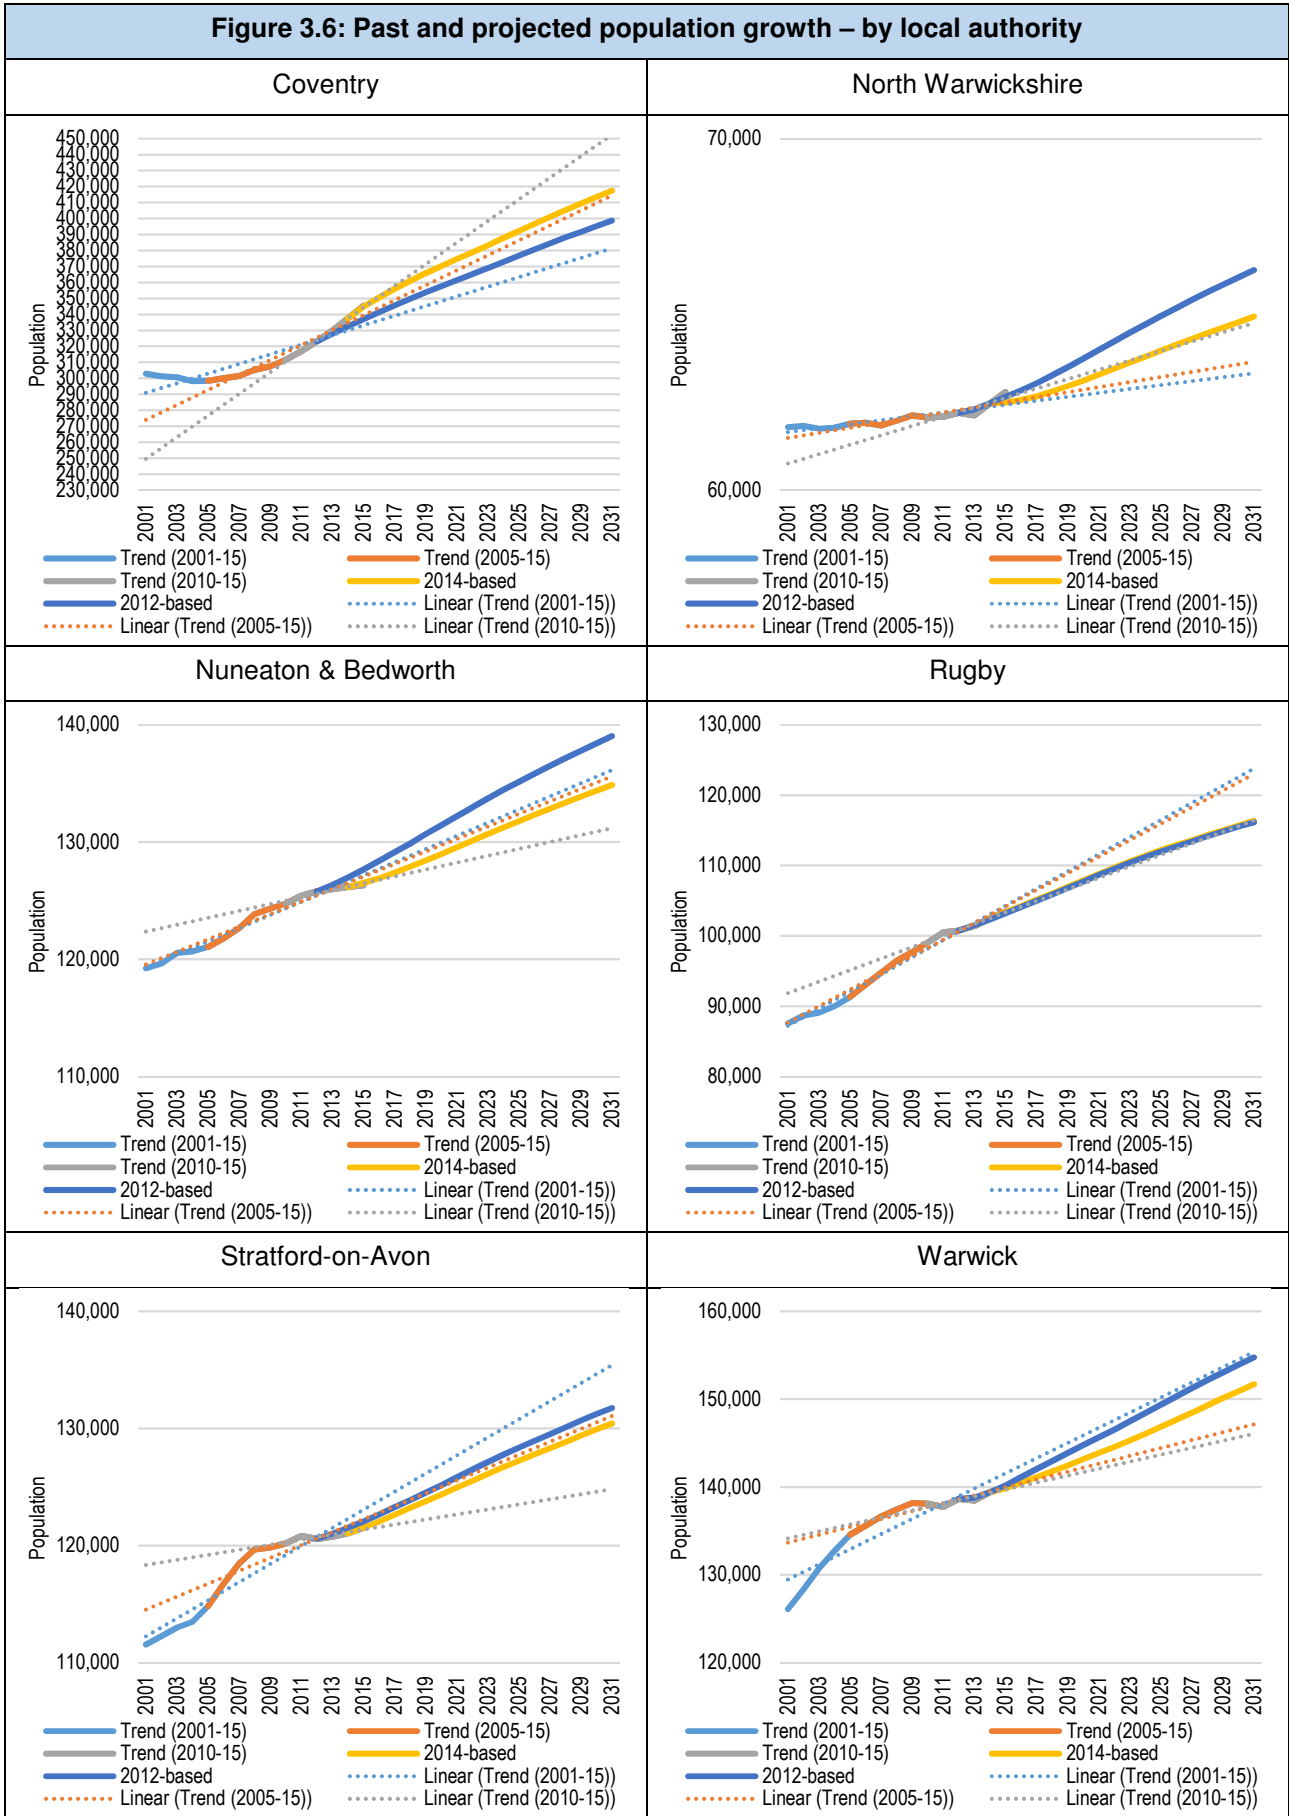 Figure 3.6: Past and projected population growth – by local authority
Coventry
North Warwickshire
450,000
440,000
430,000
420,000
410,000
400,000
390,000
380,000
370,000
360,000
350,000
340,000
330,000
320,000
310,000
300,000
290,000
280,000
270,000
260,000
250,000
240,000
230,000
Population
2001 2003 2005 2007 2009 2011 2013 2015 2017 2019 2021 2023 2025 2027 2029 2031
Trend (2001-15) Trend (2005-15)
Trend (2010-15) 2014-based
2012-based Linear (Trend (2001-15))
Linear (Trend (2005-15)) Linear (Trend (2010-15))
70,000
60,000
Population
2001 2003 2005 2007 2009 2011 2013 2015 2017 2019 2021 2023 2025 2027 2029 2031
Trend (2001-15) Trend (2005-15)
Trend (2010-15) 2014-based
2012-based Linear (Trend (2001-15))
Linear (Trend (2005-15)) Linear (Trend (2010-15))
Nuneaton & Bedworth
Rugby
140,000
130,000
120,000
110,000
Population
2001 2003 2005 2007 2009 2011 2013 2015 2017 2019 2021 2023 2025 2027 2029 2031
Trend (2001-15) Trend (2005-15)
Trend (2010-15) 2014-based
2012-based Linear (Trend (2001-15))
Linear (Trend (2005-15)) Linear (Trend (2010-15))
130,000
120,000
110,000
100,000
90,000
80,000
Population
2001 2003 2005 2007 2009 2011 2013 2015 2017 2019 2021 2023 2025 2027 2029 2031
Trend (2001-15) Trend (2005-15)
Trend (2010-15) 2014-based
2012-based Linear (Trend (2001-15))
Linear (Trend (2005-15)) Linear (Trend (2010-15))
Stratford-on-Avon
Warwick
140,000
130,000
120,000
110,000
Population
2001 2003 2005 2007 2009 2011 2013 2015 2017 2019 2021 2023 2025 2027 2029 2031
Trend (2001-15) Trend (2005-15)
Trend (2010-15) 2014-based
2012-based Linear (Trend (2001-15))
Linear (Trend (2005-15)) Linear (Trend (2010-15))
160,000
150,000
140,000
130,000
120,000
Population
2001 2003 2005 2007 2009 2011 2013 2015 2017 2019 2021 2023 2025 2027 2029 2031
Trend (2001-15) Trend (2005-15)
Trend (2010-15) 2014-based
2012-based Linear (Trend (2001-15))
Linear (Trend (2005-15)) Linear (Trend (2010-15))